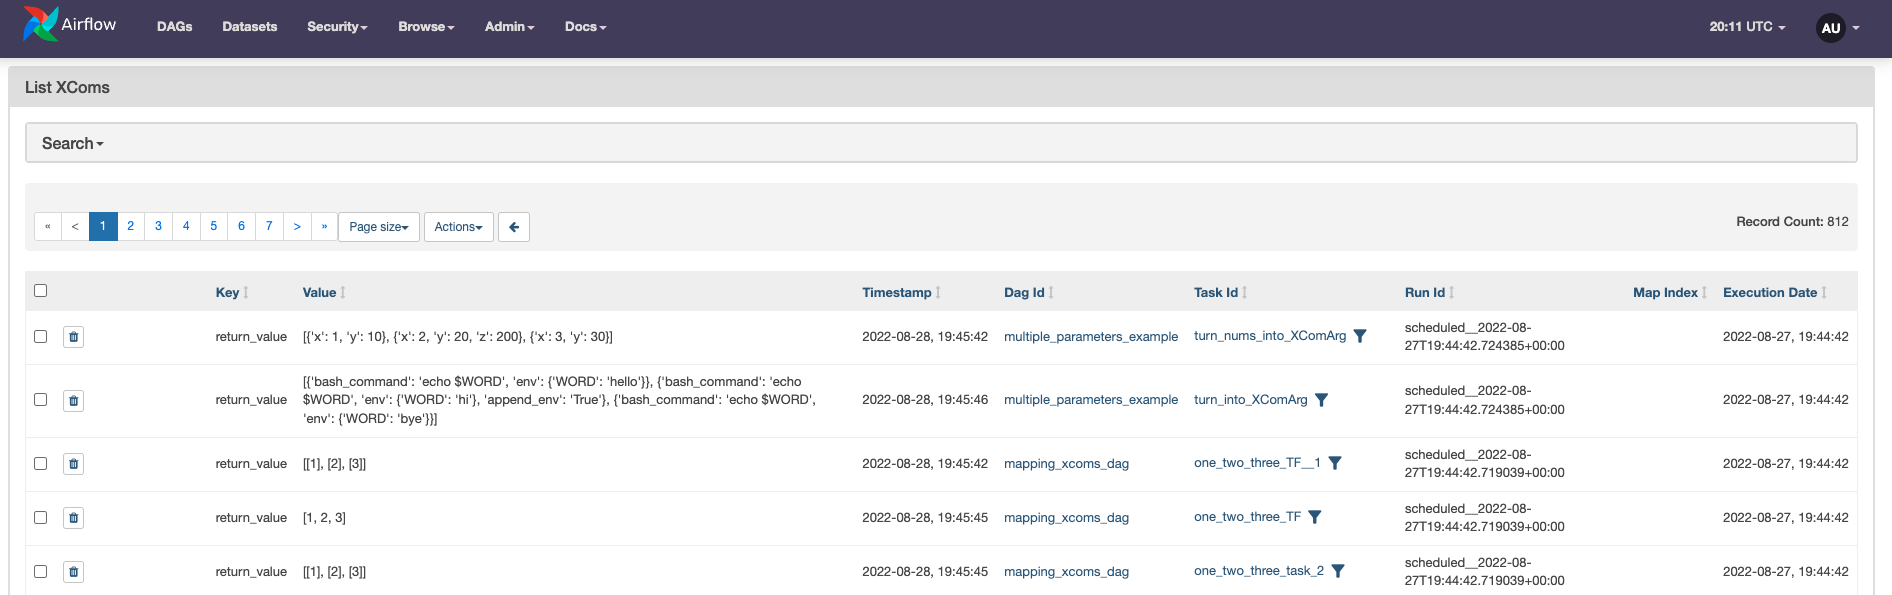 Airflow DAGs Datasets Security Browse Admin Docs 20:11 UTC AU
List XComs
Search
« < 1 2 3 4 5 6 7 > » Page size Actions Record Count: 812
Key Value Timestamp Dag Id Task Id Run Id Map Index Execution Date
return_value [{'x': 1, 'y': 10}, {'x': 2, 'y': 20, 'z': 200}, {'x': 3, 'y': 30}] 2022-08-28, 19:45:42 multiple_parameters_example turn_nums_into_XComArg scheduled__2022-08-
27T19:44:42.724385+00:00 2022-08-27, 19:44:42
[{'bash_command': 'echo $WORD', 'env': {'WORD': 'hello'}}, {'bash_command': 'echo
$WORD', 'env': {'WORD': 'hi'}, 'append_env': 'True'}, {'bash_command': 'echo $WORD',
'env': {'WORD': 'bye'}}]
return_value 2022-08-28, 19:45:46 multiple_parameters_example turn_into_XComArg scheduled__2022-08-
27T19:44:42.724385+00:00 2022-08-27, 19:44:42
return_value [[1], [2], [3]] 2022-08-28, 19:45:42 mapping_xcoms_dag one_two_three_TF__1 scheduled__2022-08-
27T19:44:42.719039+00:00 2022-08-27, 19:44:42
return_value [1, 2, 3] 2022-08-28, 19:45:45 mapping_xcoms_dag one_two_three_TF scheduled__2022-08-
27T19:44:42.719039+00:00 2022-08-27, 19:44:42
return_value [[1], [2], [3]] 2022-08-28, 19:45:45 mapping_xcoms_dag one_two_three_task_2 scheduled__2022-08-
27T19:44:42.719039+00:00 2022-08-27, 19:44:42